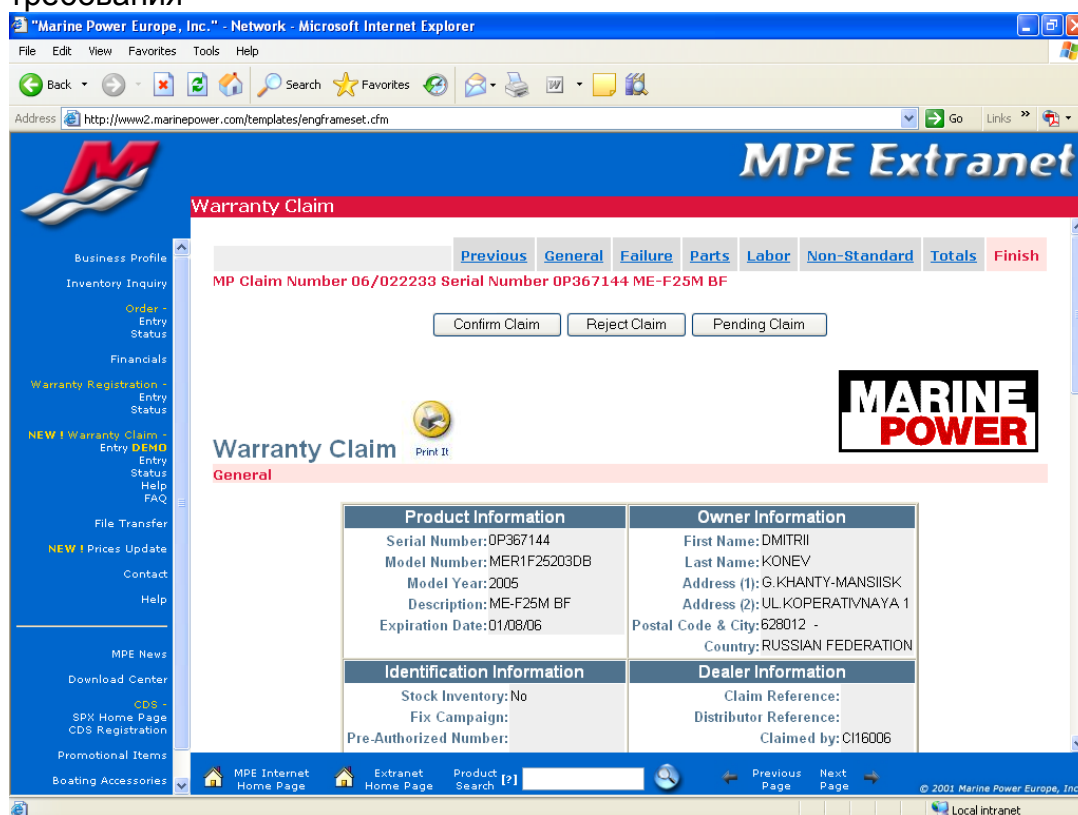 требования
"Marine Power Europe, Inc." - Network - Microsoft Internet Explorer
File Edit View Favorites Tools Help
Back Search Favorites
Address http://www2.marinepower.com/templates/engframeset.cfm Go Links »
MPE Extranet
Warranty Claim
Business Profile
Inventory Inquiry
Order -
Entry
Status
Financials
Warranty Registration -
Entry
Status
NEW ! Warranty Claim -
Entry DEMO
Entry
Status
Help
FAQ
File Transfer
NEW ! Prices Update
Contact
Help
MPE News
Download Center
CDS -
SPX Home Page
CDS Registration
Promotional Items
Boating Accessories
Previous General Failure Parts Labor Non-Standard Totals Finish
MP Claim Number 06/022233 Serial Number 0P367144 ME-F25M BF
Confirm Claim Reject Claim Pending Claim
MARINE
POWER
Warranty Claim Print It
General
Product Information
Serial Number: 0P367144
Model Number: MER1F25203DB
Model Year: 2005
Description: ME-F25M BF
Expiration Date: 01/08/06
Owner Information
First Name: DMITRII
Last Name: KONEV
Address (1): G.KHANTY-MANSIISK
Address (2): UL.KOPERATIVNAYA 1
Postal Code & City: 628012 -
Country: RUSSIAN FEDERATION
Identification Information
Stock Inventory: No
Fix Campaign:
Pre-Authorized Number:
Dealer Information
Claim Reference:
Distributor Reference:
Claimed by: CI16006
MPE Internet
Home Page
Extranet
Home Page
Product
Search [?]
Previous
Page
Next
Page
© 2001 Marine Power Europe, Inc
Local intranet